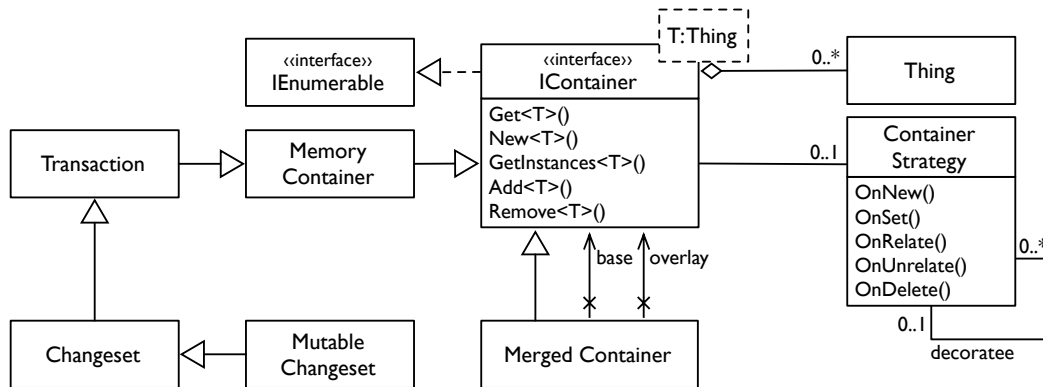 T:Thing
‹‹interface››
IEnumerable
‹‹interface››
IContainer
0..*
Thing
Get<T>()
New<T>()
GetInstances<T>()
Add<T>()
Remove<T>()
Transaction
Memory
Container
0..1
Container
Strategy
OnNew()
OnSet()
OnRelate()
OnUnrelate()
OnDelete()
0..*
base
overlay
Changeset
Mutable
Changeset
Merged Container
0..1
decoratee